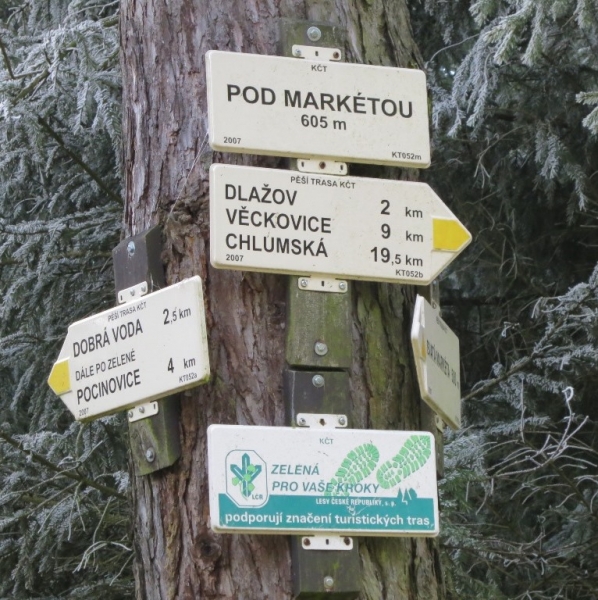 KČT
POD MARKÉTOU
605 m
2007 KT052m
PĚŠÍ TRASA KČT
DLAŽOV 2 km
VĚCKOVICE 9 km
CHLUMSKÁ 19,5 km
2007 KT052b
PĚŠÍ TRASA KČT
DOBRÁ VODA 2,5 km
DÁLE PO ZELENÉ
POCINOVICE 4 km
2007 KT052a
KČT
ZELENÁ
PRO VAŠE KROKY
LČR
LESY ČESKÉ REPUBLIKY, s. p.
podporují značení turistických tras